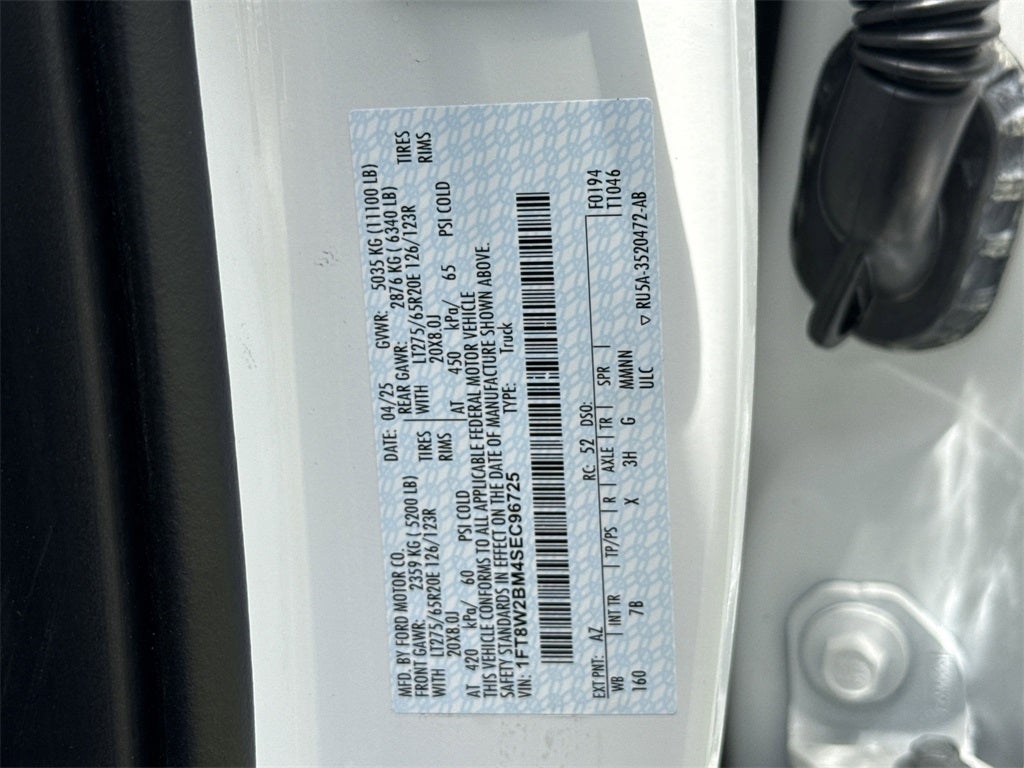 MFD. BY FORD MOTOR CO. DATE: 04/25 GVWR: 5035 KG (11100 LB)
FRONT GAWR: 2359 KG ( 5200 LB) REAR GAWR: 2876 KG ( 6340 LB)
WITH LT275/65R20E 126/123R TIRES WITH LT275/65R20E 126/123R TIRES
20X8.0J RIMS 20X8.0J RIMS
AT 420 kPa/ 60 PSI COLD AT 450 kPa/ 65 PSI COLD
THIS VEHICLE CONFORMS TO ALL APPLICABLE FEDERAL MOTOR VEHICLE
SAFETY STANDARDS IN EFFECT ON THE DATE OF MANUFACTURE SHOWN ABOVE.
VIN: 1FT8W2BM4SEC96725 TYPE: Truck
F0194
T1046
EXT PNT: AZ RC: 52 DSO:
WB INT TR TP/PS R AXLE TR SPR
160 7B X 3H G MMNN
ULC
▽ RU5A-3520472-AB